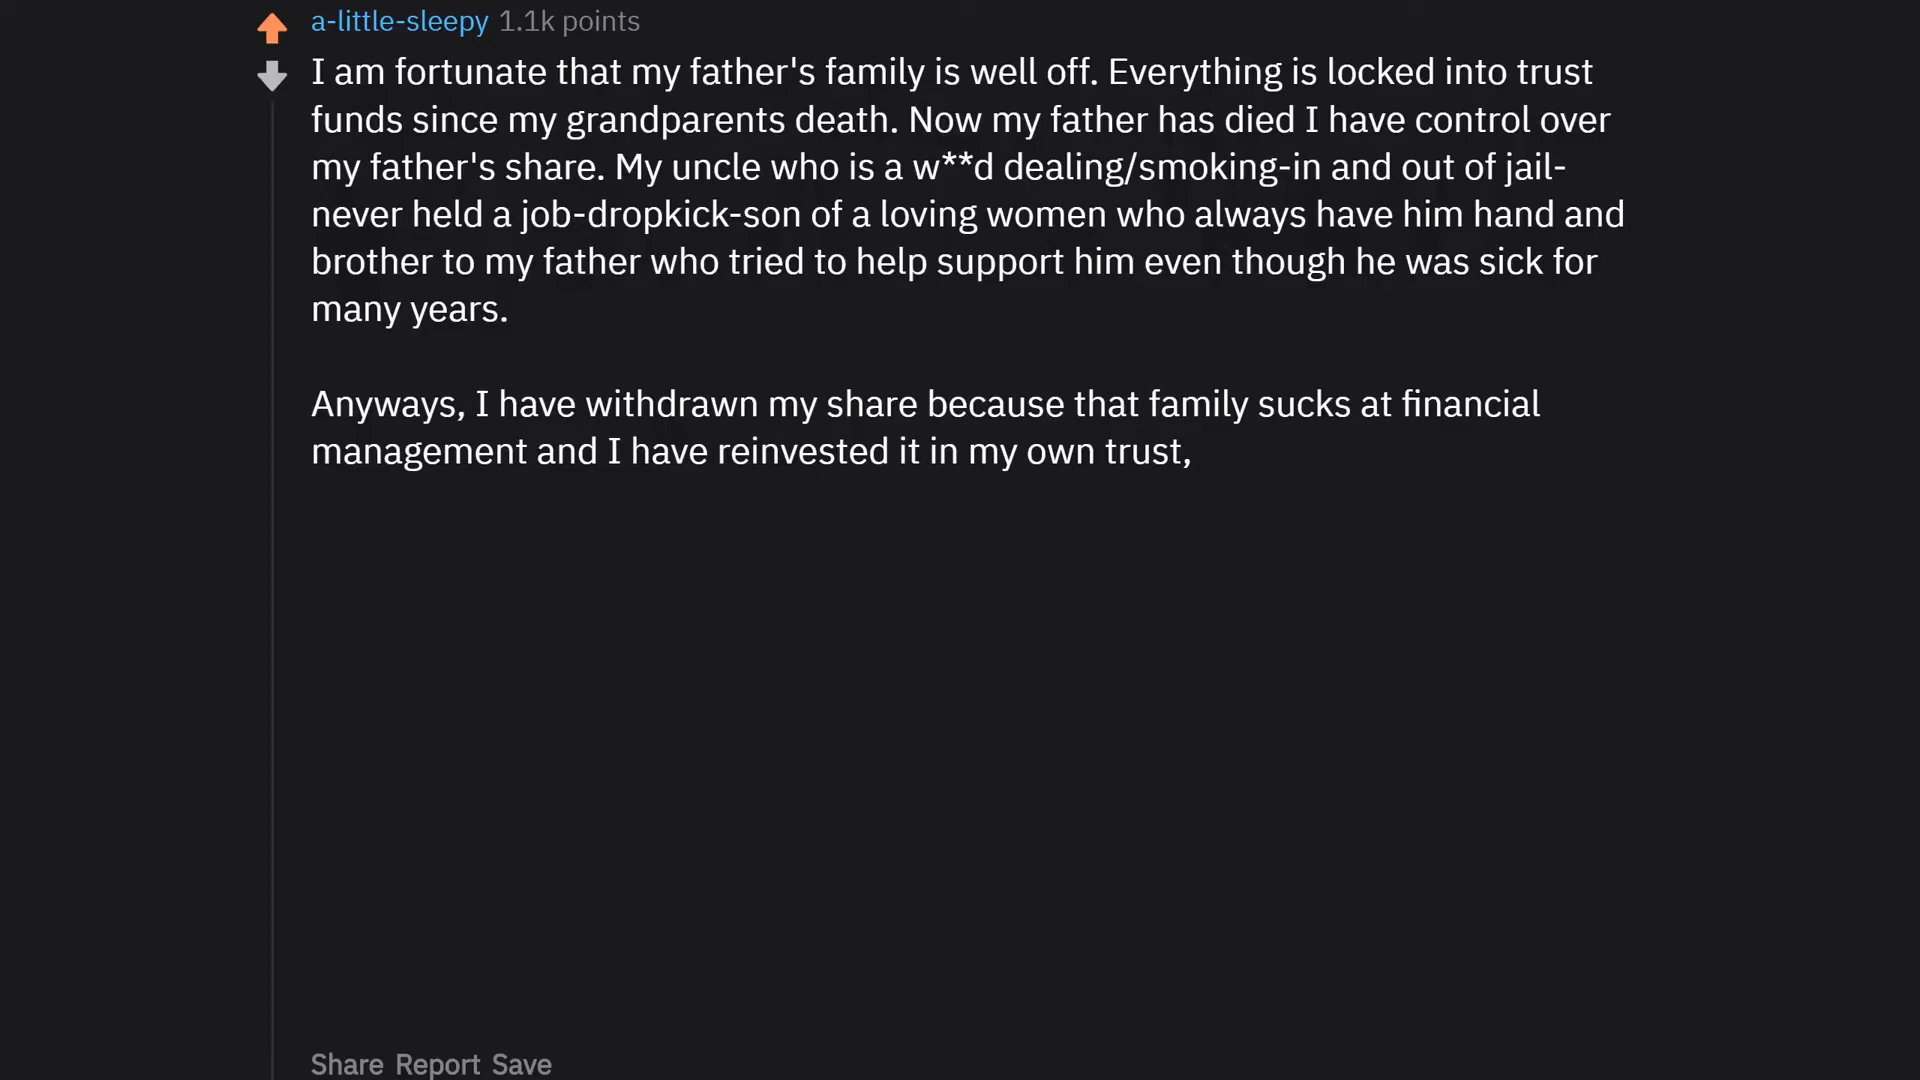 a-little-sleepy 1.1k points
I am fortunate that my father's family is well off. Everything is locked into trust
funds since my grandparents death. Now my father has died I have control over
my father's share. My uncle who is a w**d dealing/smoking-in and out of jail-
never held a job-dropkick-son of a loving women who always have him hand and
brother to my father who tried to help support him even though he was sick for
many years.
Anyways, I have withdrawn my share because that family sucks at financial
management and I have reinvested it in my own trust,
Share Report Save